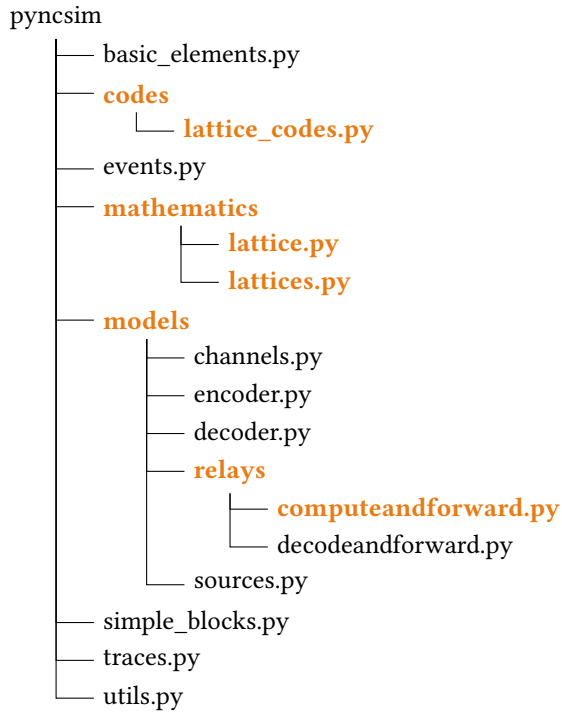 pyncsim
basic_elements.py
codes
lattice_codes.py
events.py
mathematics
lattice.py
lattices.py
models
channels.py
encoder.py
decoder.py
relays
computeandforward.py
decodeandforward.py
sources.py
simple_blocks.py
traces.py
utils.py